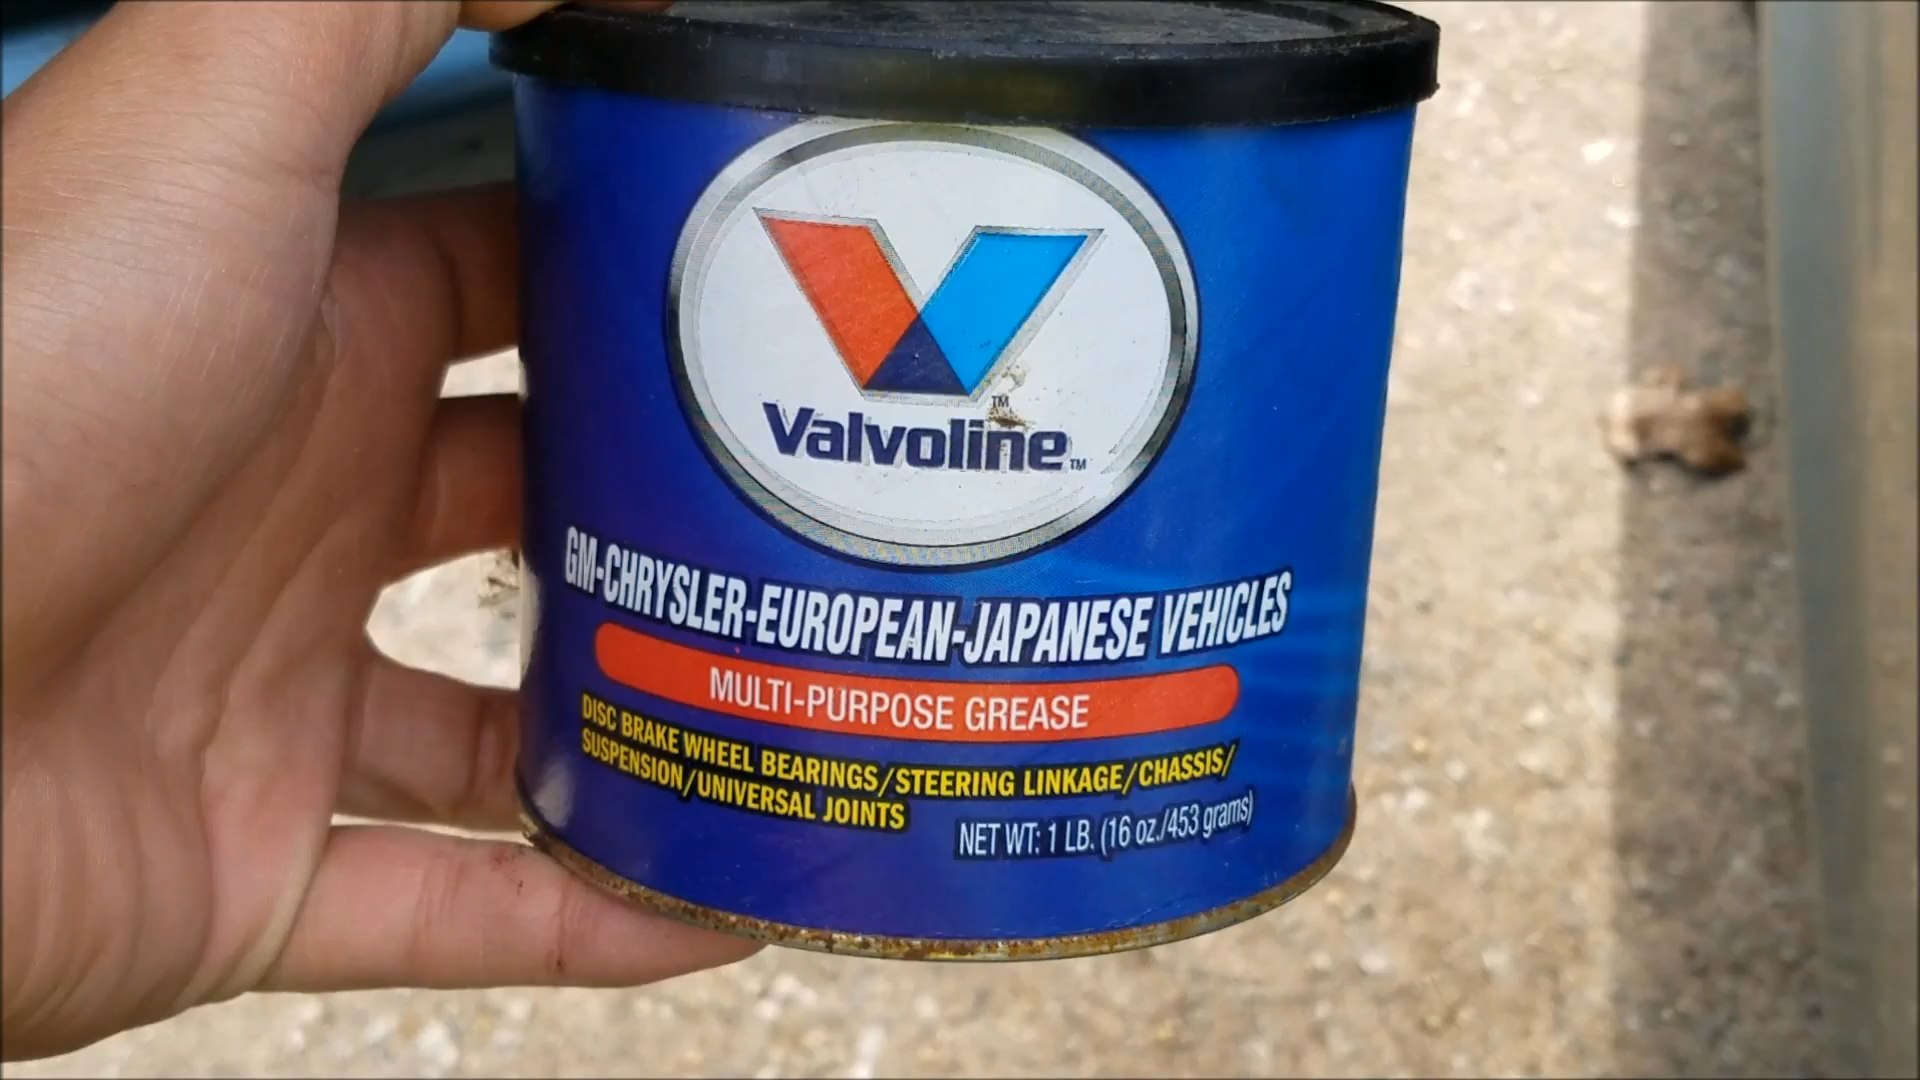 TM
Valvoline™
GM-CHRYSLER-EUROPEAN-JAPANESE VEHICLES
MULTI-PURPOSE GREASE
DISC BRAKE WHEEL BEARINGS/STEERING LINKAGE/CHASSIS/
SUSPENSION/UNIVERSAL JOINTS
NET WT: 1 LB. (16 oz./453 grams)